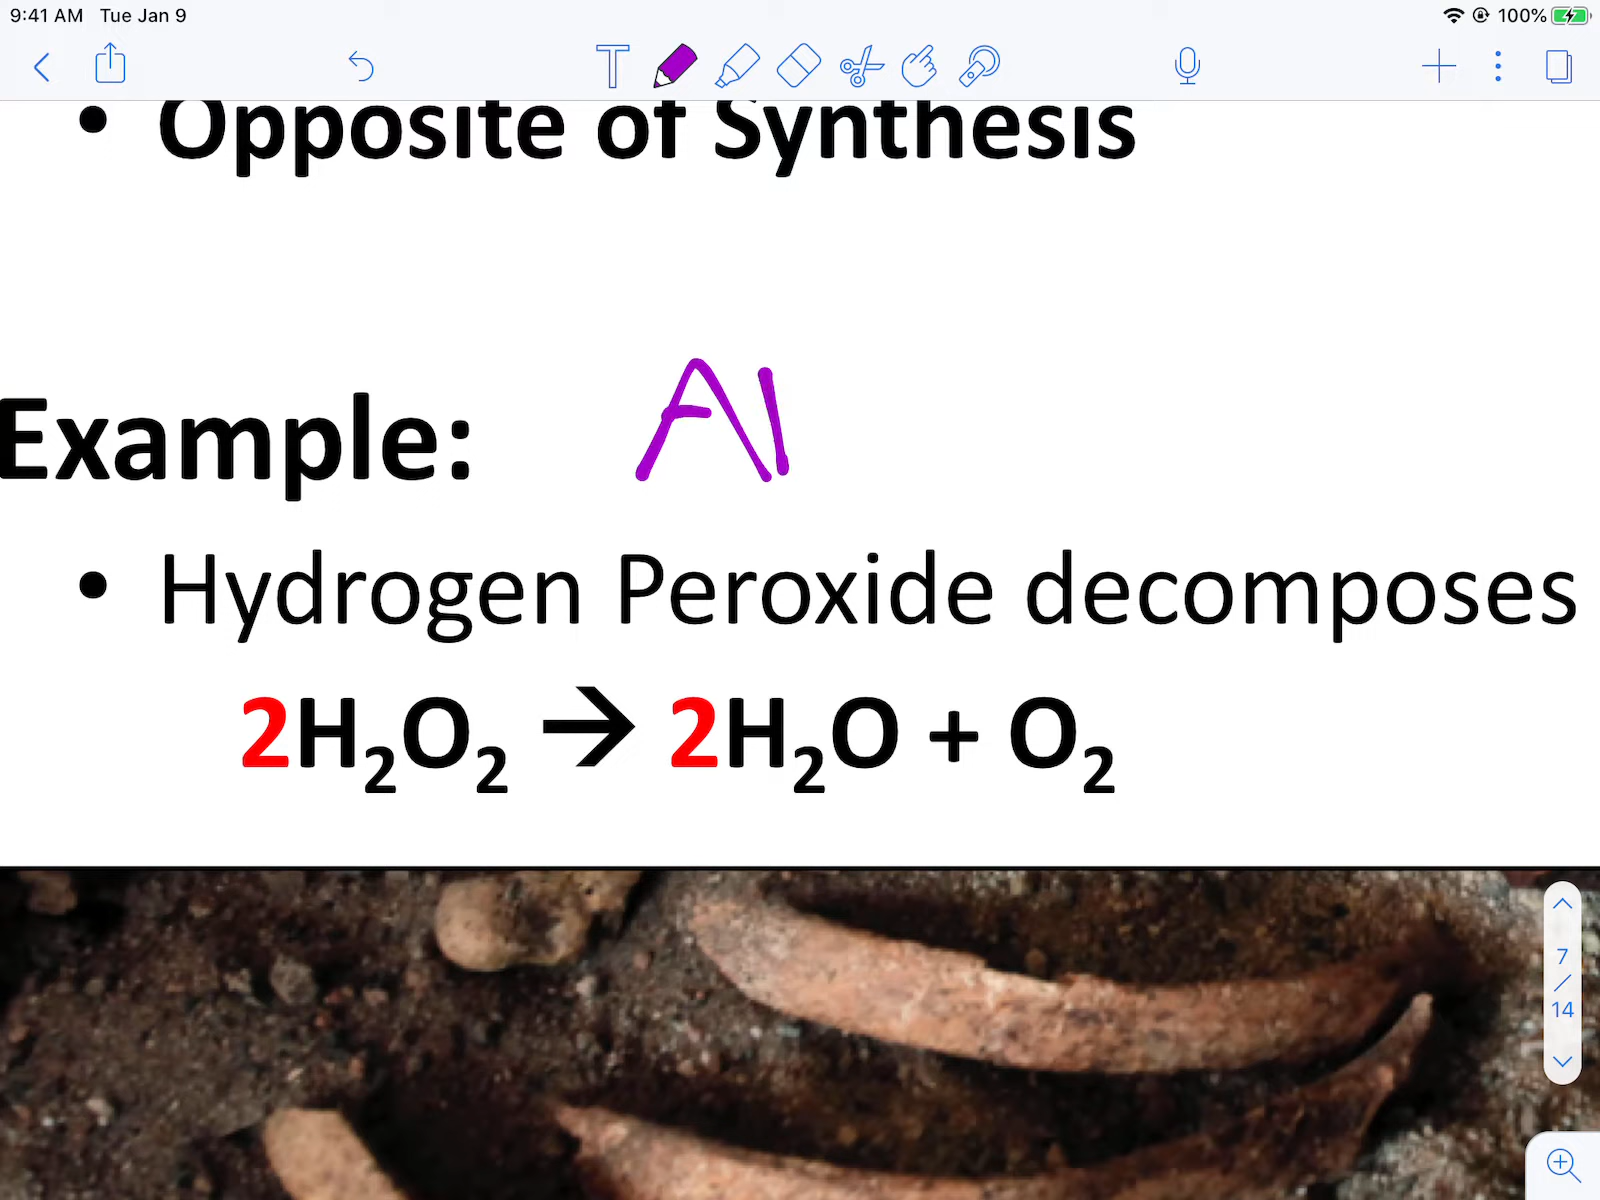 9:41 AM Tue Jan 9 100%
• Opposite of Synthesis
Al
Example:
• Hydrogen Peroxide decomposes
2H₂O₂ → 2H₂O + O₂
7
/
14